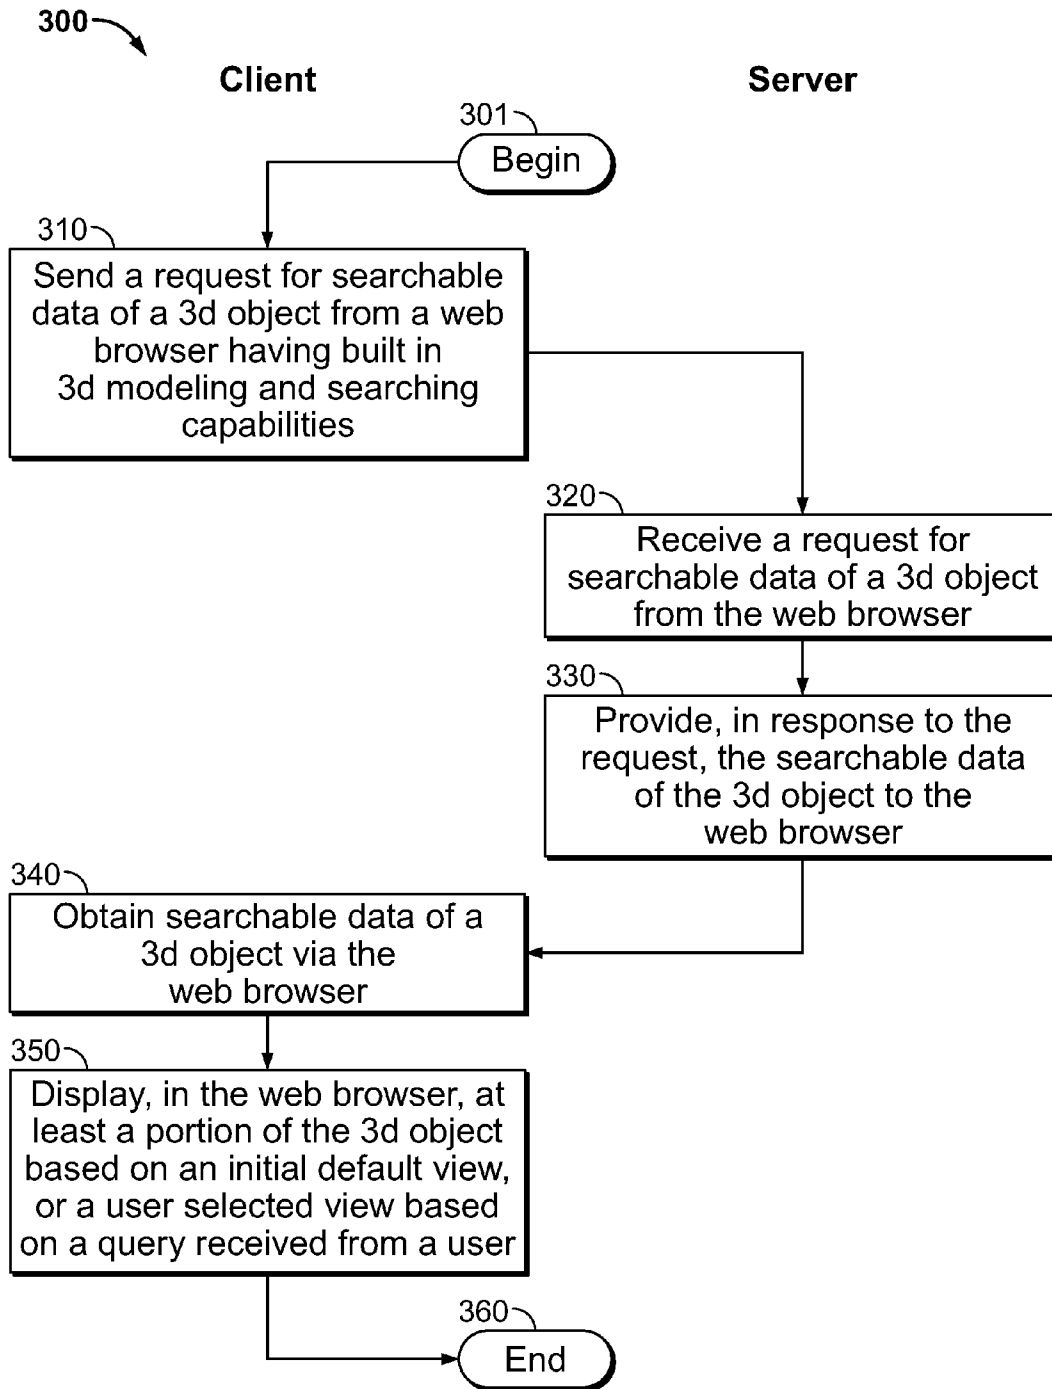 300
Client
Server
301
Begin
310
Send a request for searchable
data of a 3d object from a web
browser having built in
3d modeling and searching
capabilities
320
Receive a request for
searchable data of a 3d object
from the web browser
330
Provide, in response to the
request, the searchable data
of the 3d object to the
web browser
340
Obtain searchable data of a
3d object via the
web browser
350
Display, in the web browser, at
least a portion of the 3d object
based on an initial default view,
or a user selected view based
on a query received from a user
360
End